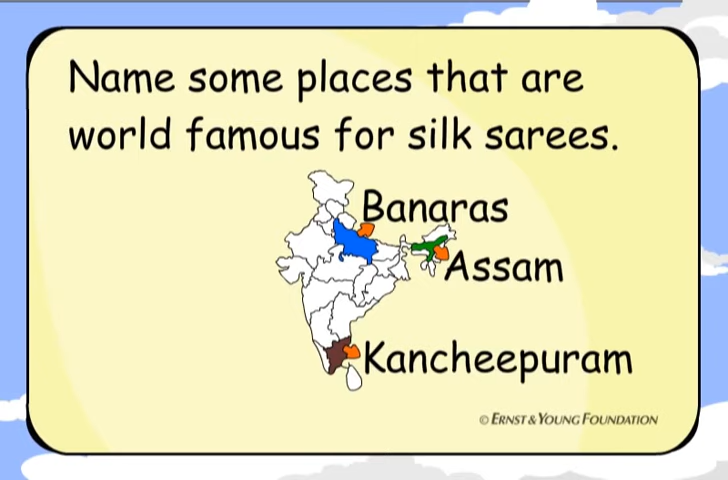 Name some places that are
world famous for silk sarees.
Banaras
Assam
Kancheepuram
© ERNST & YOUNG FOUNDATION